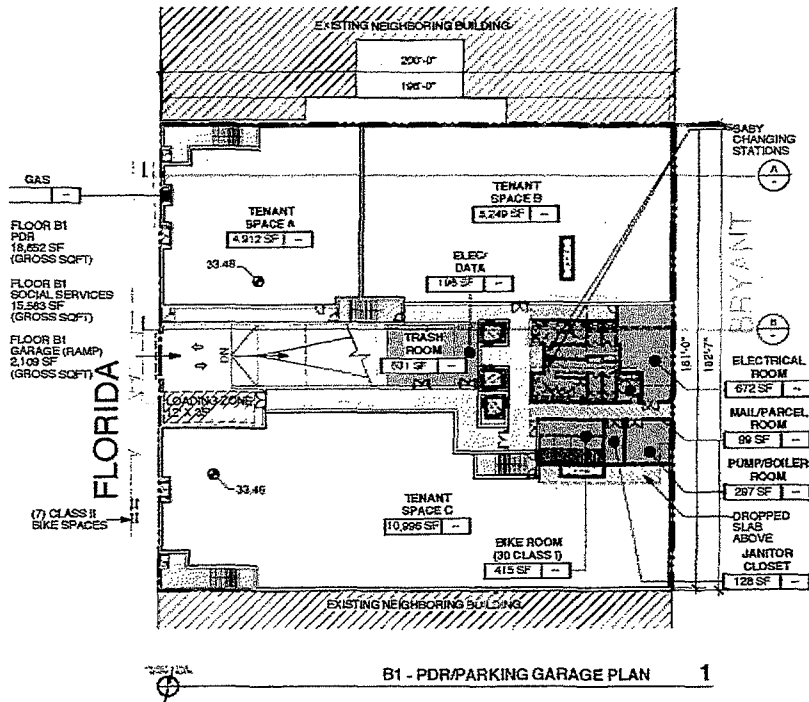 EXISTING NEIGHBORING BUILDING
200'-0"
196'-0"
BABY
CHANGING
STATIONS
GAS
-
A
-
TENANT
SPACE A
4,912 SF -
TENANT
SPACE B
-
FLOOR B1
PDR
18,652 SF
(GROSS SQFT)
ELEC/
DATA
-
33.48
FLOOR B1
SOCIAL SERVICES
15,583 SF
(GROSS SQFT)
BRYANT
B
-
FLOOR B1
GARAGE (RAMP)
2,109 SF
(GROSS SQFT)
DN
TRASH
ROOM
631 SF -
181'-0"
182'-7"
ELECTRICAL
ROOM
672 SF -
FLORIDA
LOADING ZONE
12' X 35'
MAIL/PARCEL
ROOM
99 SF -
PUMP/BOILER
ROOM
297 SF -
33.46
TENANT
SPACE C
10,996 SF -
(7) CLASS II
BIKE SPACES
DROPPED
SLAB
ABOVE
BIKE ROOM
(30 CLASS I)
415 SF -
JANITOR
CLOSET
128 SF -
EXISTING NEIGHBORING BUILDING
B1 - PDR/PARKING GARAGE PLAN 1